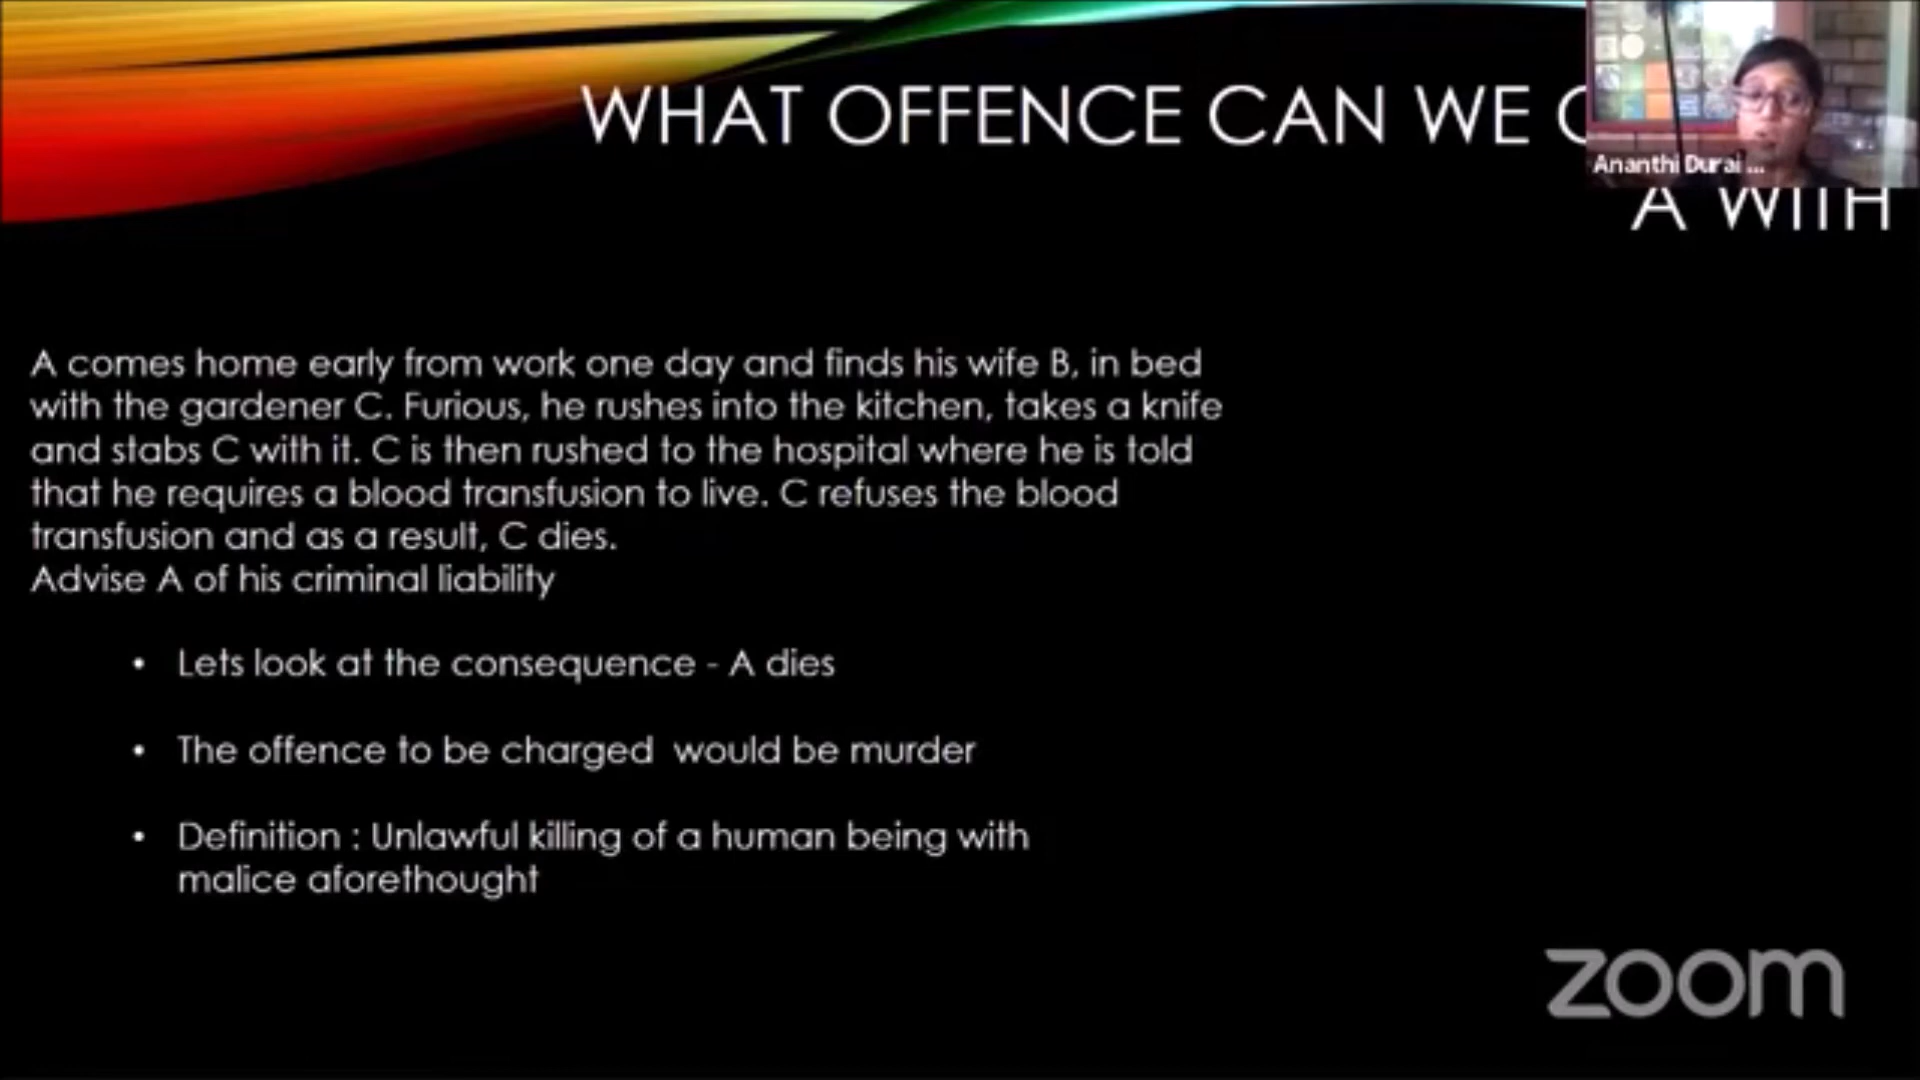 WHAT OFFENCE CAN WE
A WITH
Ananthi Durai ...
A comes home early from work one day and finds his wife B, in bed
with the gardener C. Furious, he rushes into the kitchen, takes a knife
and stabs C with it. C is then rushed to the hospital where he is told
that he requires a blood transfusion to live. C refuses the blood
transfusion and as a result, C dies.
Advise A of his criminal liability
• Lets look at the consequence - A dies
• The offence to be charged  would be murder
• Definition : Unlawful killing of a human being with
malice aforethought
zoom